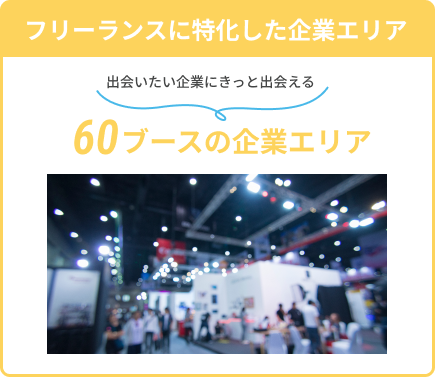 フリーランスに特化した企業エリア
出会いたい企業にきっと出会える
60ブースの企業エリア